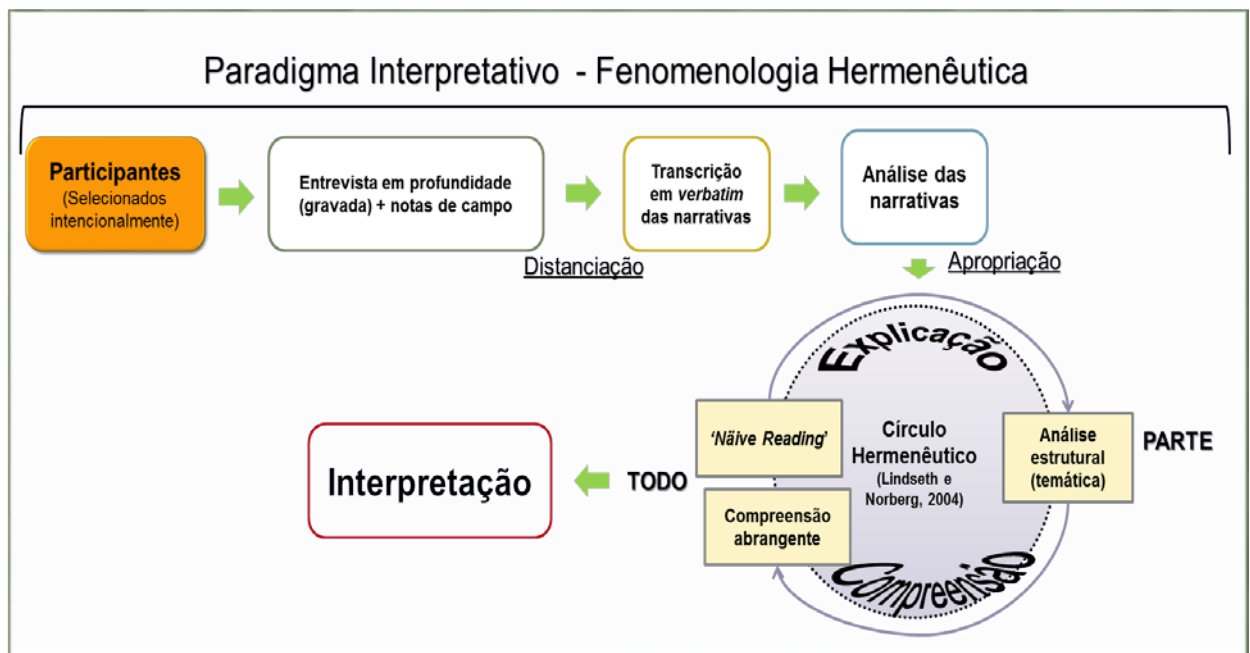 Paradigma Interpretativo - Fenomenologia Hermenêutica
Participantes
(Selecionados
intencionalmente)
Entrevista em profundidade
(gravada) + notas de campo
Transcrição
em verbatim
das narrativas
Análise das
narrativas
Distanciação
Apropriação
Explicação
'Näive Reading'
Círculo
Hermenêutico
(Lindseth e
Norberg, 2004)
Análise
estrutural
(temática)
PARTE
Interpretação
TODO
Compreensão
abrangente
Compreensão